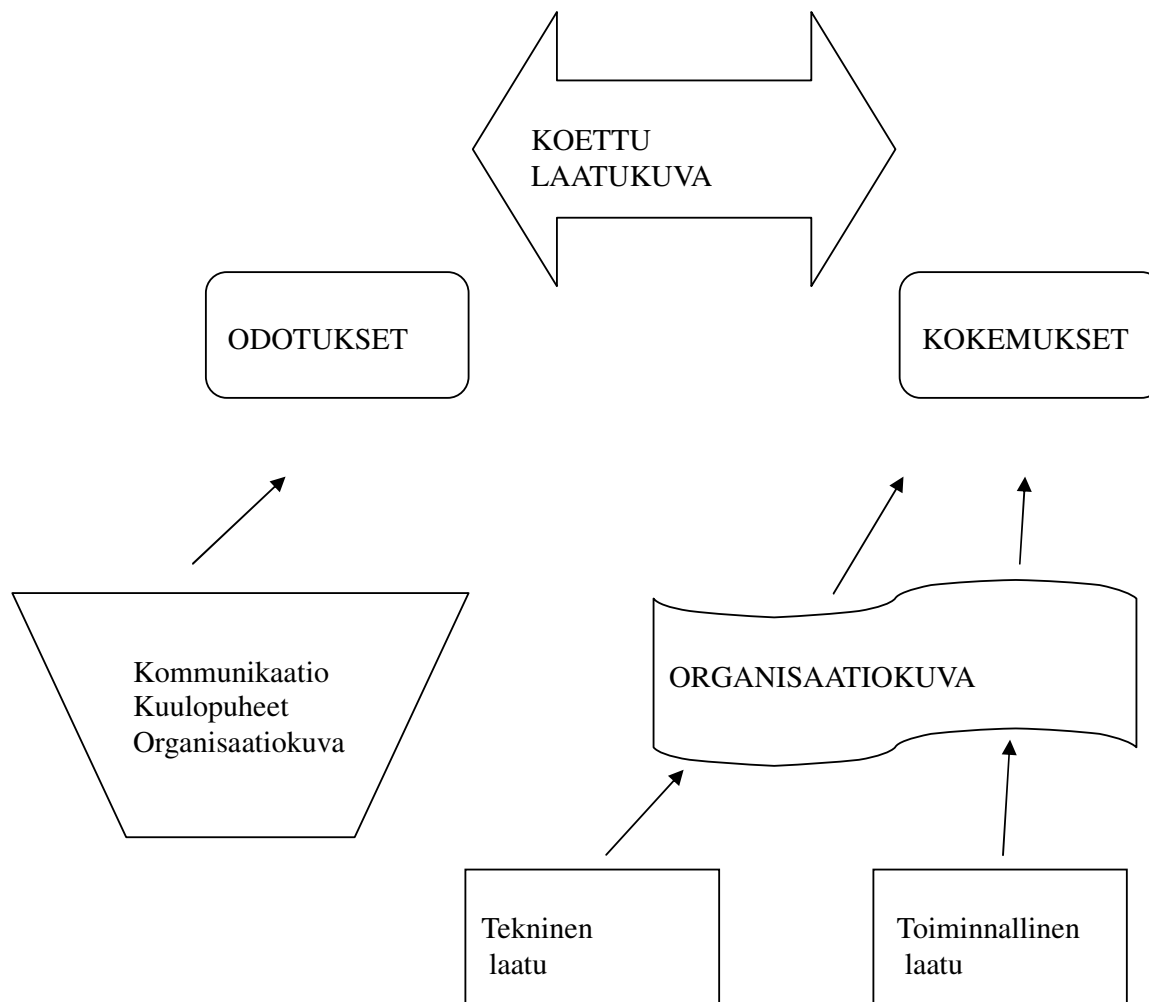 KOETTU
LAATUKUVA
ODOTUKSET
KOKEMUKSET
Kommunikaatio
Kuulopuheet
Organisaatiokuva
ORGANISAATIOKUVA
Tekninen
laatu
Toiminnallinen
laatu